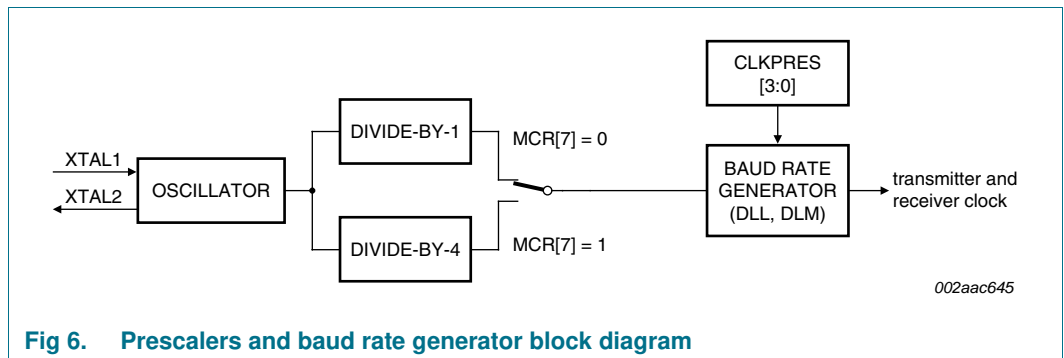 CLKPRES
[3:0]
DIVIDE-BY-1
MCR[7] = 0
XTAL1
XTAL2
OSCILLATOR
BAUD RATE
GENERATOR
(DLL, DLM)
transmitter and
receiver clock
DIVIDE-BY-4
MCR[7] = 1
002aac645
Fig 6. Prescalers and baud rate generator block diagram